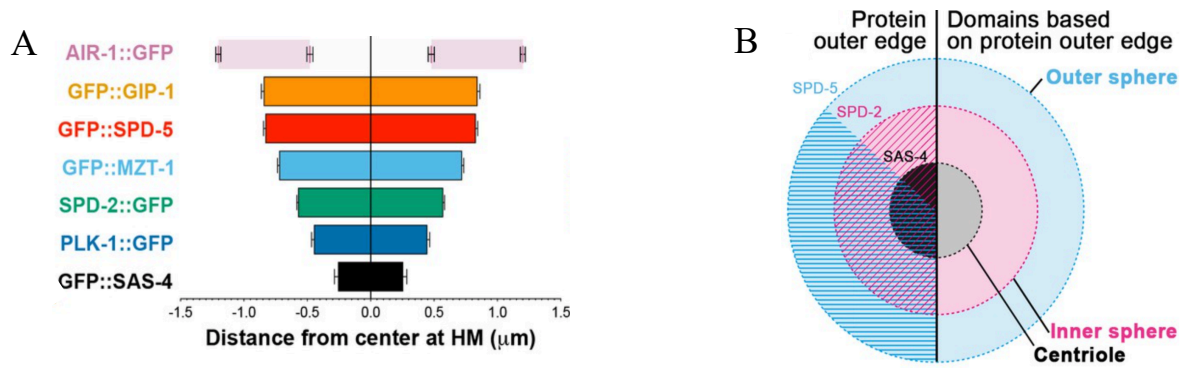 A
AIR-1::GFP
GFP::GIP-1
GFP::SPD-5
GFP::MZT-1
SPD-2::GFP
PLK-1::GFP
GFP::SAS-4
-1.5 -1.0 -0.5 0.0 0.5 1.0 1.5
Distance from center at HM (μm)
B
Protein
outer edge
Domains based
on protein outer edge
Outer sphere
SPD-5
SPD-2
SAS-4
Inner sphere
Centriole